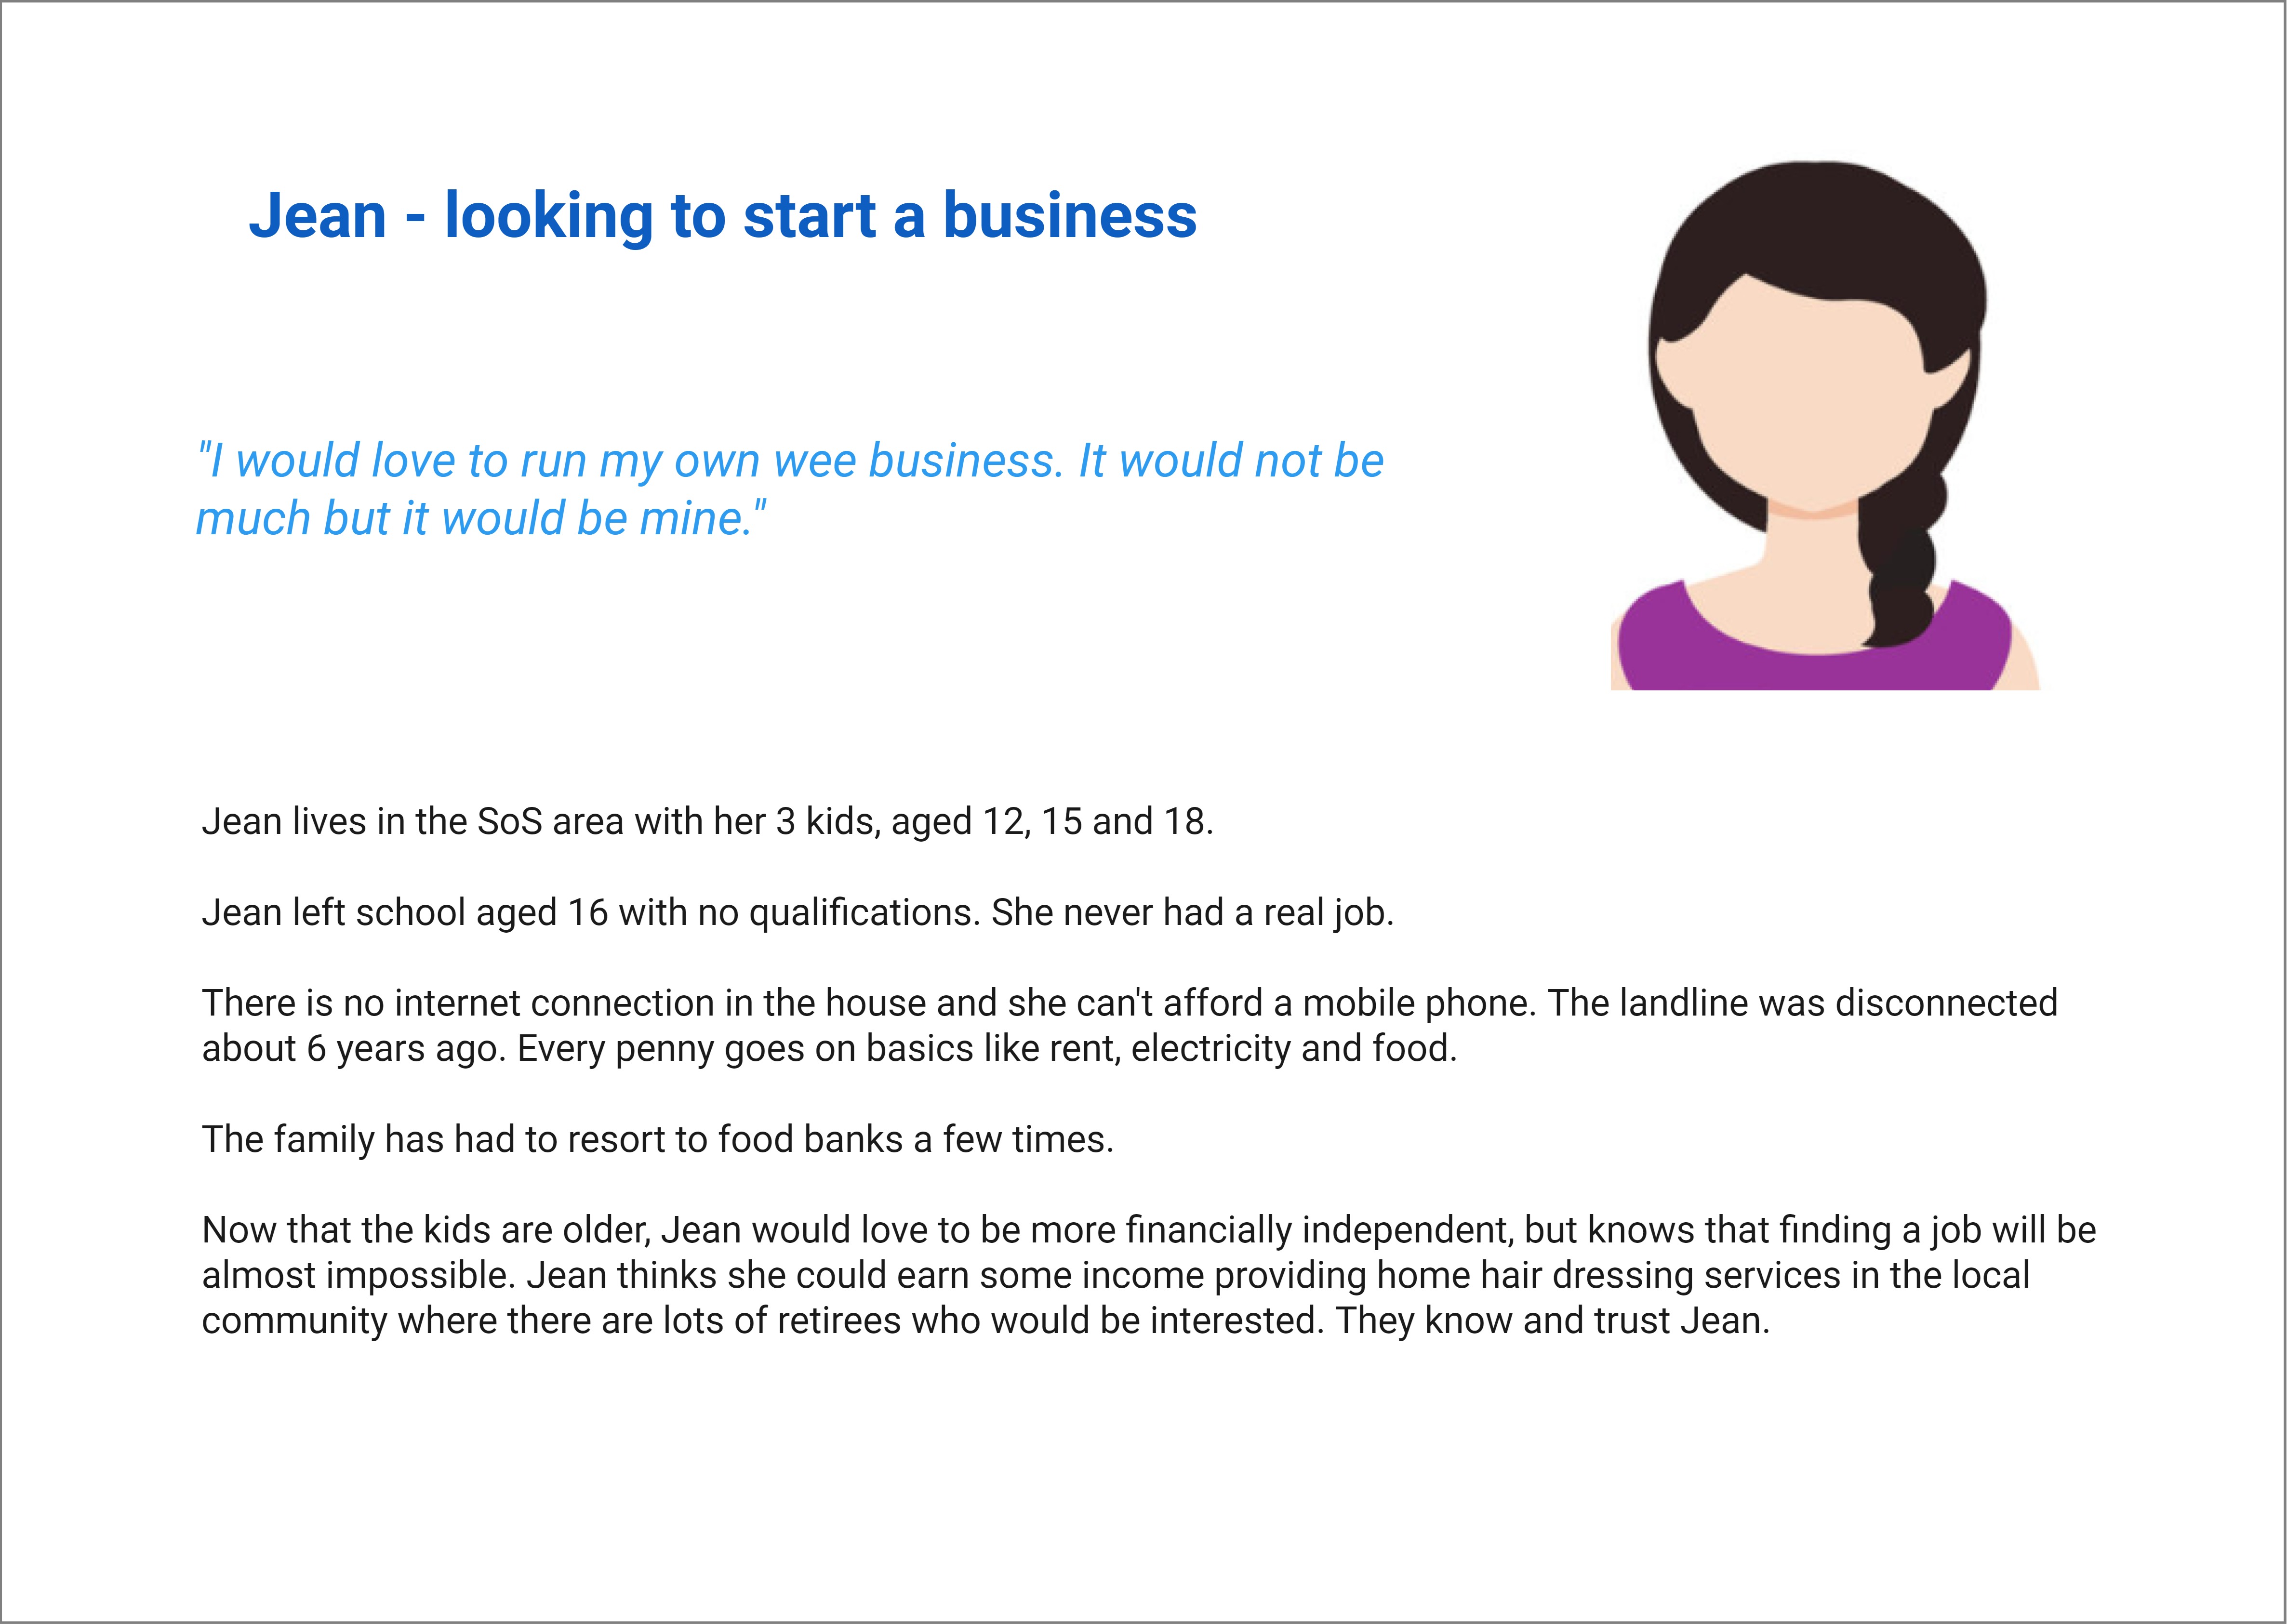 Jean - looking to start a business
"I would love to run my own wee business. It would not be
much but it would be mine."
Jean lives in the SoS area with her 3 kids, aged 12, 15 and 18.
Jean left school aged 16 with no qualifications. She never had a real job.
There is no internet connection in the house and she can't afford a mobile phone. The landline was disconnected
about 6 years ago. Every penny goes on basics like rent, electricity and food.
The family has had to resort to food banks a few times.
Now that the kids are older, Jean would love to be more financially independent, but knows that finding a job will be
almost impossible. Jean thinks she could earn some income providing home hair dressing services in the local
community where there are lots of retirees who would be interested. They know and trust Jean.